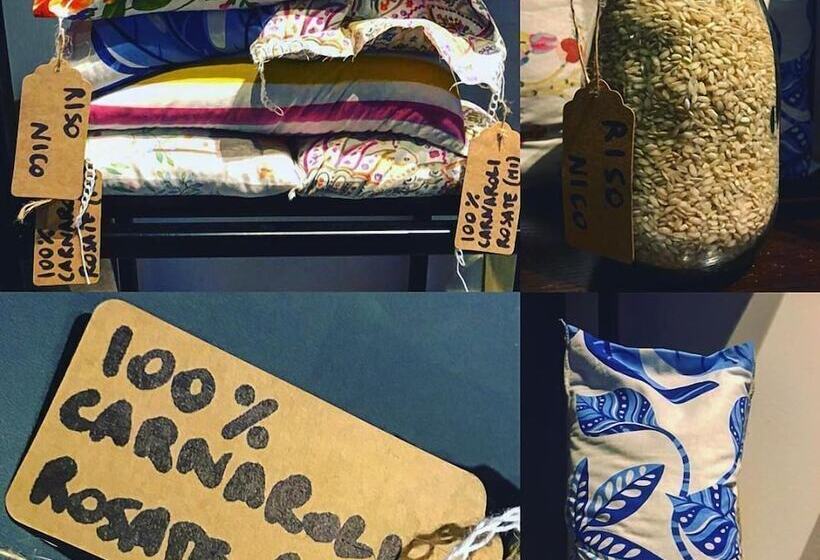 RISO
NICO
100%
CARNAROLI
ROSATE
100%
CARNAROLI
ROSATE (MI)
RISO
NICO
100%
CARNAROLI
ROSATE